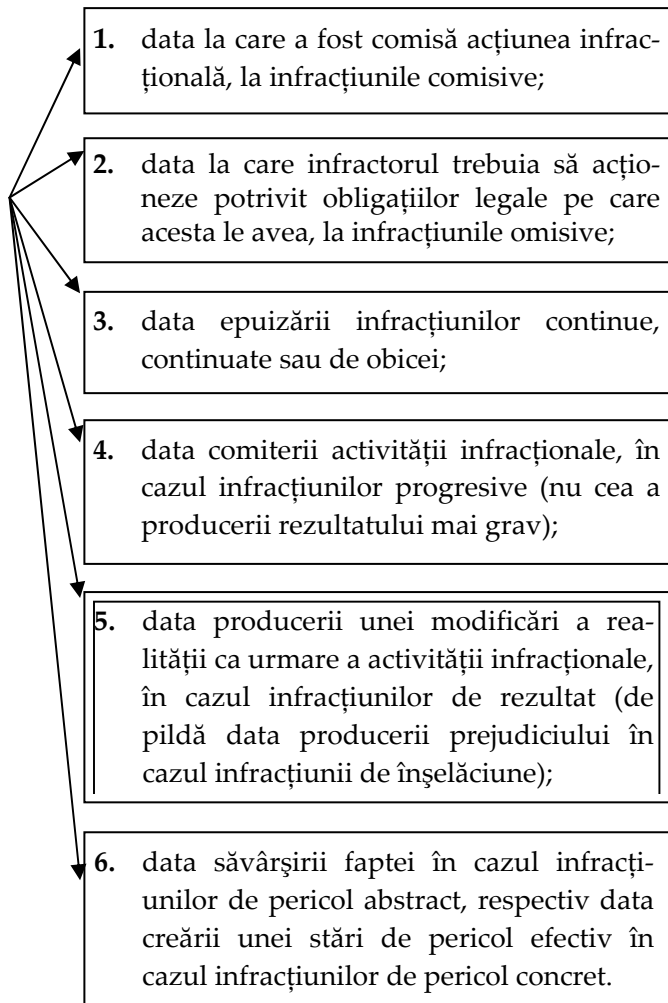 1. data la care a fost comisă acțiunea infrac-
țională, la infracțiunile comisive;
2. data la care infractorul trebuia să acțio-
neze potrivit obligațiilor legale pe care
acesta le avea, la infracțiunile omisive;
3. data epuizării infracțiunilor continue,
continuate sau de obicei;
4. data comiterii activității infracționale, în
cazul infracțiunilor progresive (nu cea a
producerii rezultatului mai grav);
5. data producerii unei modificări a rea-
lității ca urmare a activității infracționale,
în cazul infracțiunilor de rezultat (de
pildă data producerii prejudiciului în
cazul infracțiunii de înşelăciune);
6. data săvârşirii faptei în cazul infracți-
unilor de pericol abstract, respectiv data
creării unei stări de pericol efectiv în
cazul infracțiunilor de pericol concret.